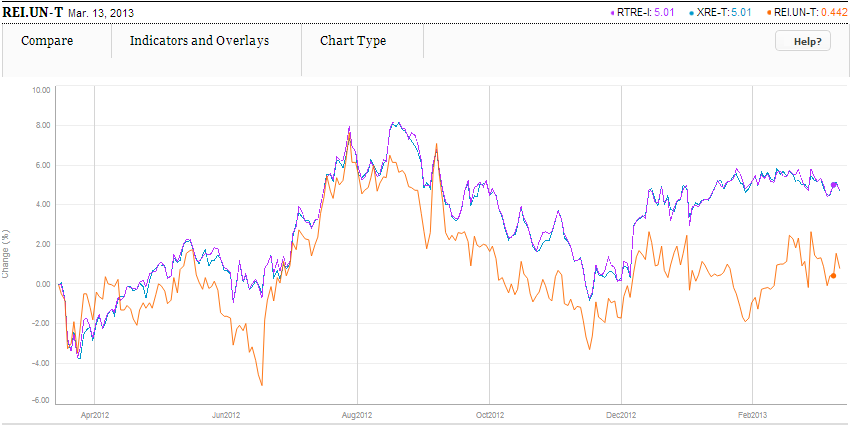 REI.UN-T Mar. 13, 2013 RTRE-I: 5.01 XRE-T: 5.01 REI.UN-T: 0.442
Compare Indicators and Overlays Chart Type Help?
10.00
8.00
6.00
4.00
2.00
0.00
-2.00
-4.00
-6.00
Change (%)
Apr2012 Jun2012 Aug2012 Oct2012 Dec2012 Feb2013